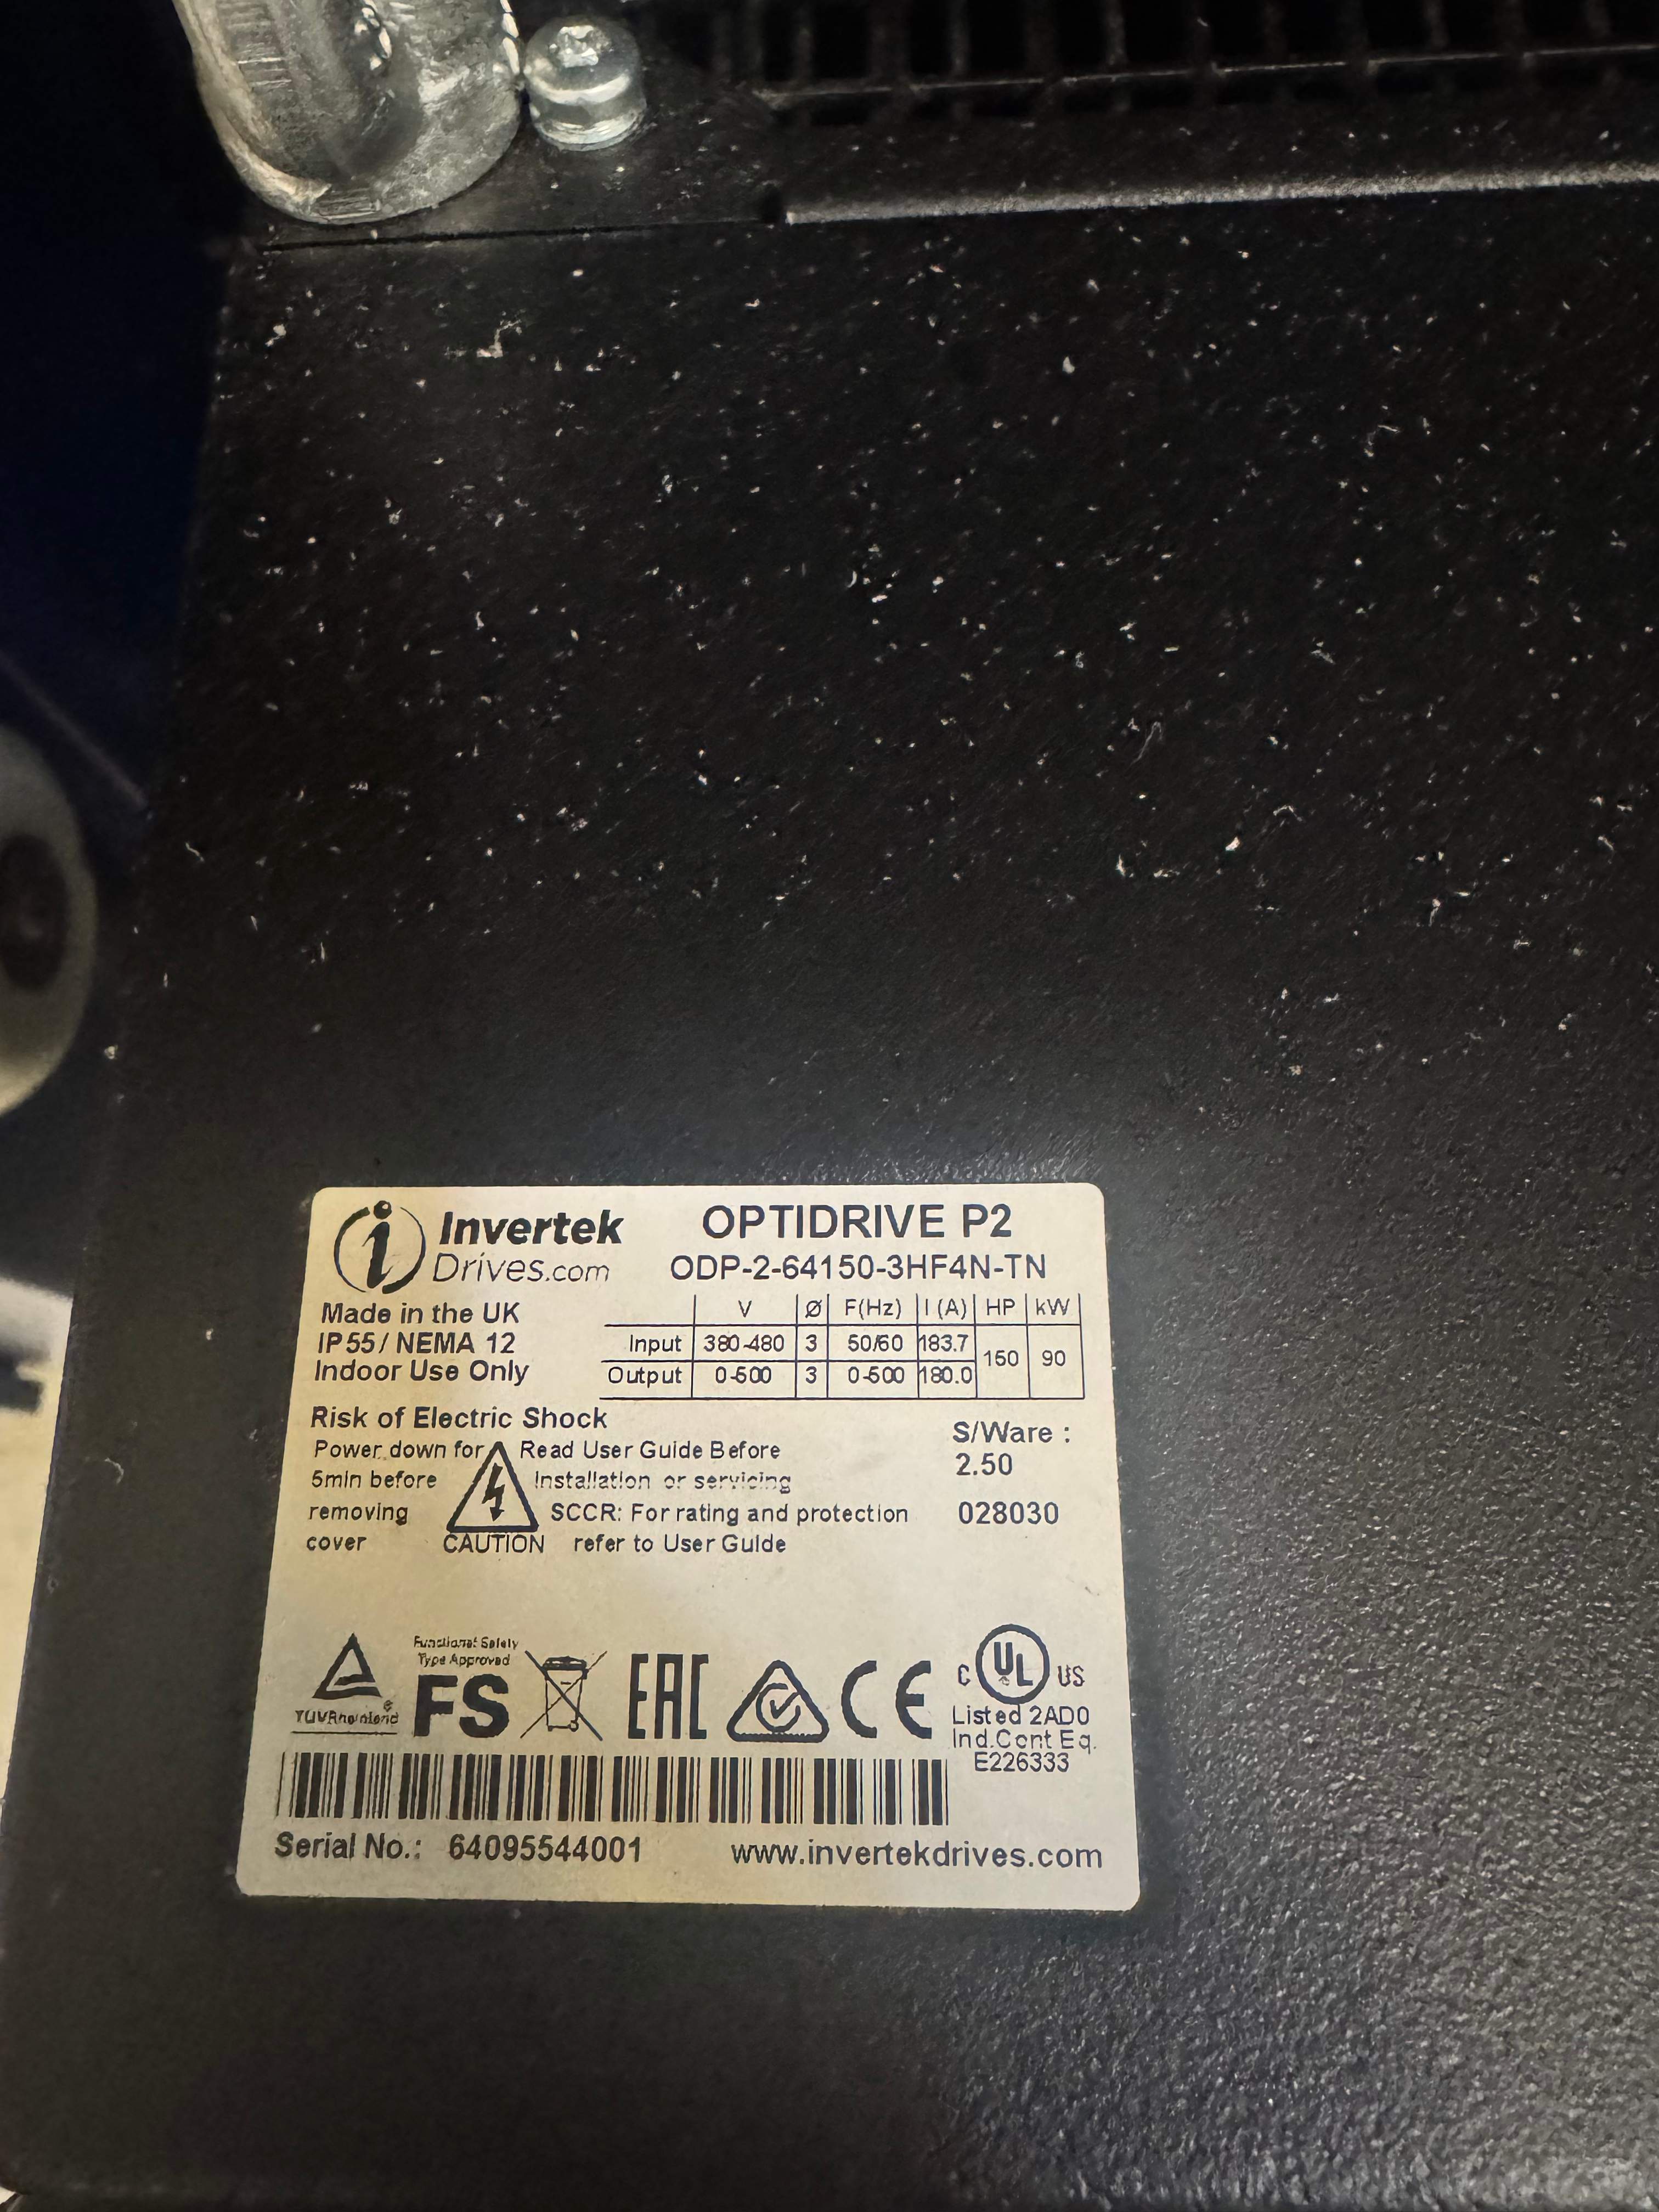 Invertek
Drives.com
OPTIDRIVE P2
ODP-2-64150-3HF4N-TN
Made in the UK
IP55/ NEMA 12
Indoor Use Only
V Ø F(Hz) I (A) HP kW
Input 380-480 3 50/60 183.7 150 90
Output 0-500 3 0-500 180.0
Risk of Electric Shock
Power down for
5min before
removing
cover
CAUTION
Read User Guide Before
Installation or servicing
SCCR: For rating and protection
refer to User Guide
S/Ware :
2.50
028030
TÜVRheinland
Functional Safety
Type Approved
FS
EAC
CE
C UL US
Listed 2AD0
Ind.Cont Eq.
E226333
Serial No.: 64095544001
www.invertekdrives.com